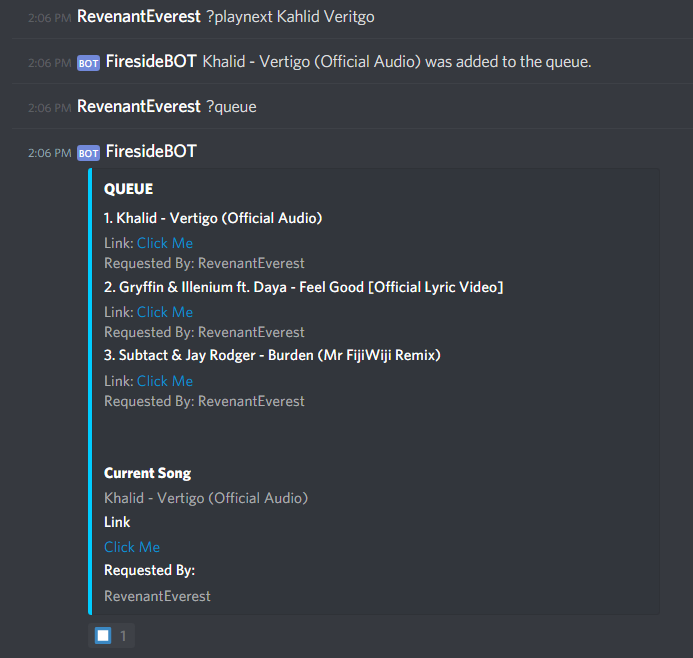 2:06 PM RevenantEverest ?playnext Kahlid Veritgo
2:06 PM BOT FiresideBOT Khalid - Vertigo (Official Audio) was added to the queue.
2:06 PM RevenantEverest ?queue
2:06 PM BOT FiresideBOT
QUEUE
1. Khalid - Vertigo (Official Audio)
Link: Click Me
Requested By: RevenantEverest
2. Gryffin & Illenium ft. Daya - Feel Good [Official Lyric Video]
Link: Click Me
Requested By: RevenantEverest
3. Subtact & Jay Rodger - Burden (Mr FijiWiji Remix)
Link: Click Me
Requested By: RevenantEverest
Current Song
Khalid - Vertigo (Official Audio)
Link
Click Me
Requested By:
RevenantEverest
1